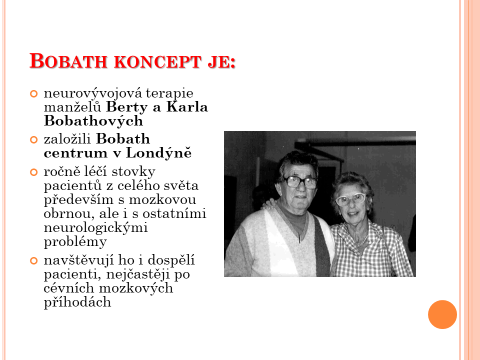 BOBATH KONCEPT JE:
neurovývojová terapie
manželů Berty a Karla
Bobathových
založili Bobath
centrum v Londýně
ročně léčí stovky
pacientů z celého světa
především s mozkovou
obrnou, ale i s ostatními
neurologickými
problémy
navštěvují ho i dospělí
pacienti, nejčastěji po
cévních mozkových
příhodách